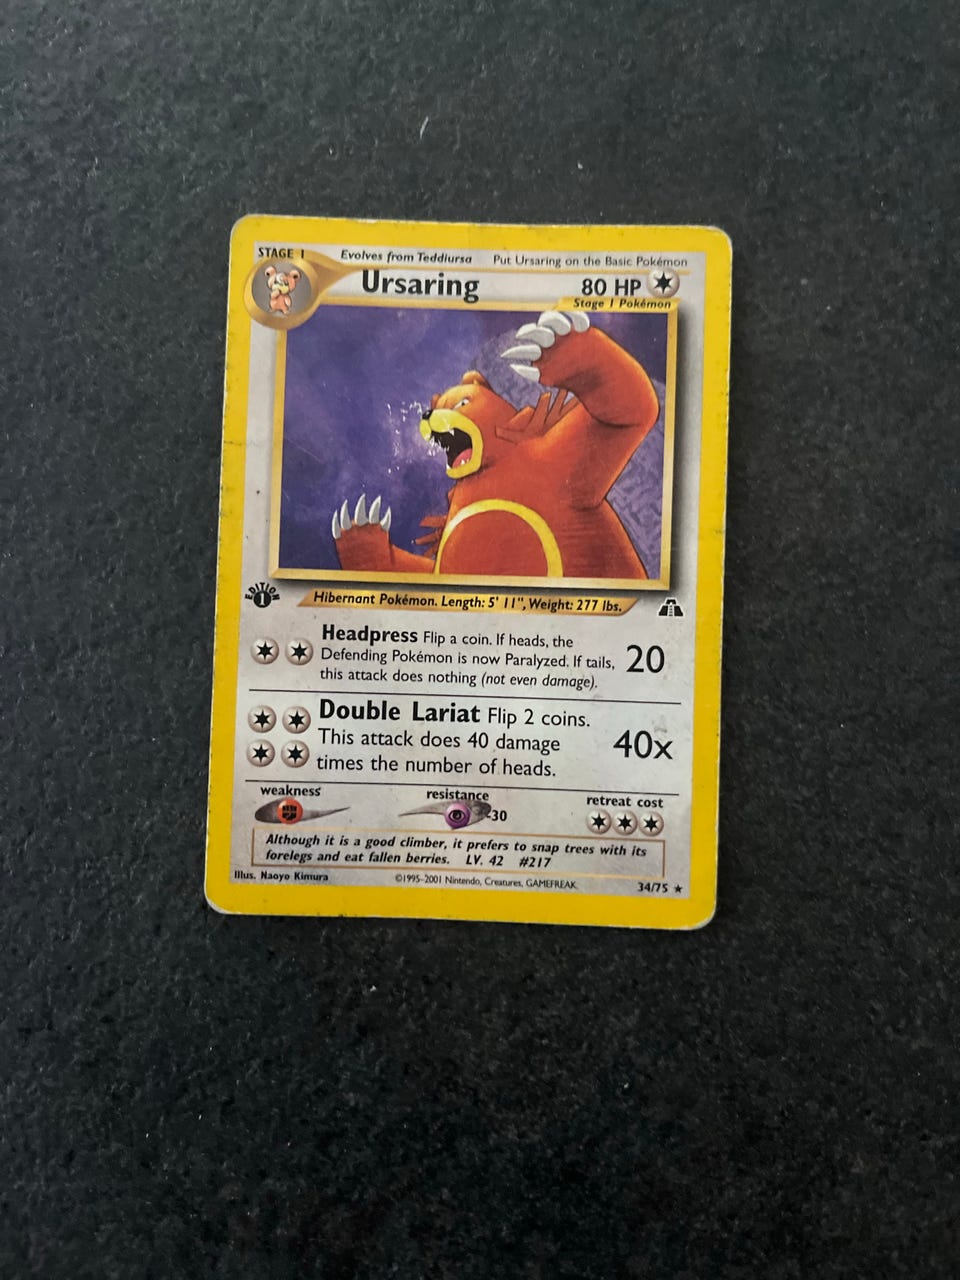 STAGE 1 Evolves from Teddiursa Put Ursaring on the Basic Pokémon
Ursaring 80 HP
Stage 1 Pokémon
EDITION
1
Hibernant Pokémon. Length: 5' 11", Weight: 277 lbs.
Headpress Flip a coin. If heads, the
Defending Pokémon is now Paralyzed. If tails,
this attack does nothing (not even damage).
20
Double Lariat Flip 2 coins.
This attack does 40 damage
times the number of heads.
40x
weakness resistance retreat cost
-30
Although it is a good climber, it prefers to snap trees with its
forelegs and eat fallen berries. LV. 42 #217
Illus. Naoyo Kimura ©1995-2001 Nintendo, Creatures, GAMEFREAK. 34/75 ★